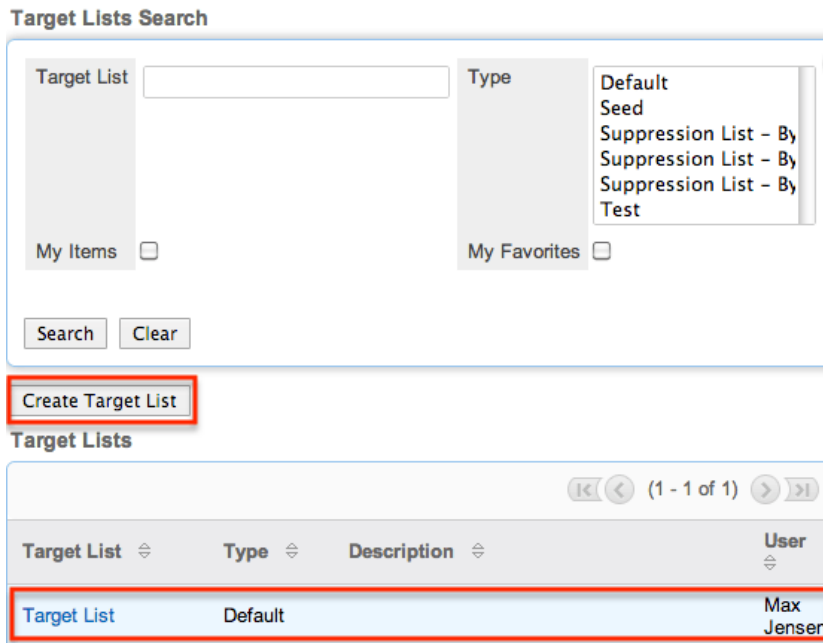 Target Lists Search
Target List
Type
Default
Seed
Suppression List – By
Suppression List – By
Suppression List – By
Test
My Items
My Favorites
Search Clear
Create Target List
Target Lists
(1 - 1 of 1)
Target List Type Description User
Target List Default Max
Jensen